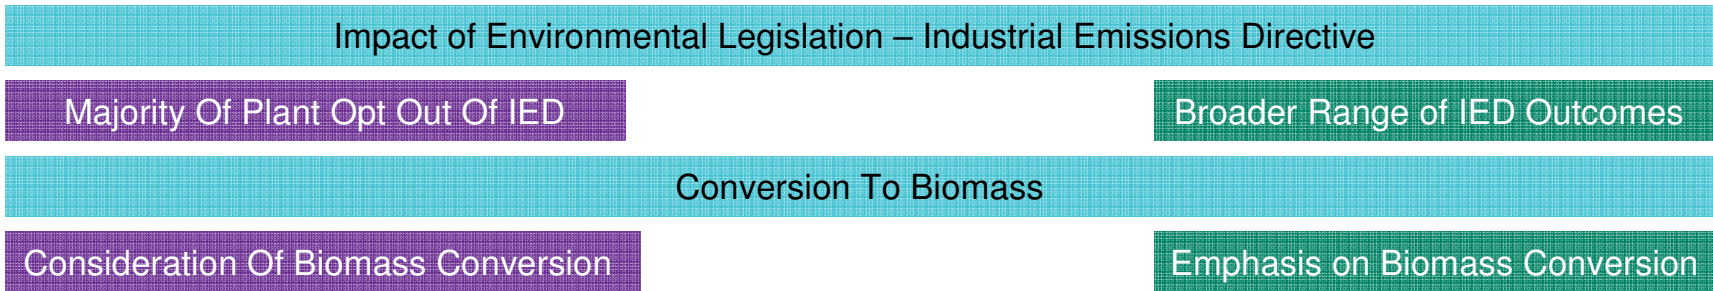 Impact of Environmental Legislation – Industrial Emissions Directive
Majority Of Plant Opt Out Of IED
Broader Range of IED Outcomes
Conversion To Biomass
Consideration Of Biomass Conversion
Emphasis on Biomass Conversion